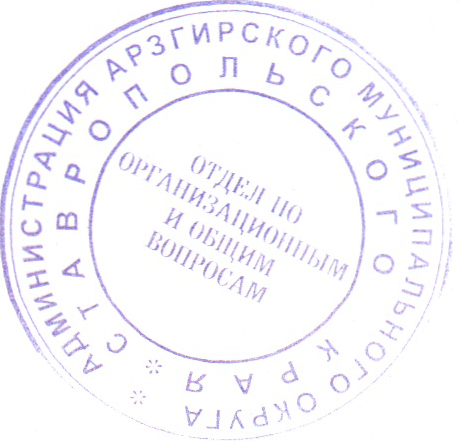 АДМИНИСТРАЦИЯ АРЗГИРСКОГО МУНИЦИПАЛЬНОГО ОКРУГА
СТАВРОПОЛЬСКОГО КРАЯ
ОТДЕЛ ПО
ОРГАНИЗАЦИОННЫМ
И ОБЩИМ
ВОПРОСАМ